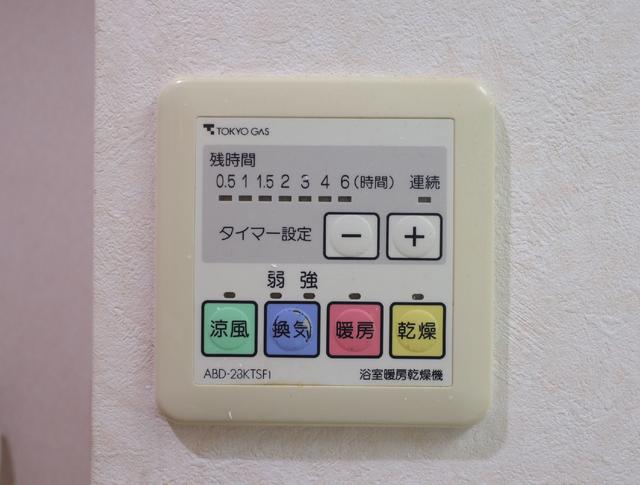 TOKYO GAS
残時間
0.5 1 1.5 2 3 4 6 (時間) 連続
タイマー設定 − +
弱 強
涼風 換気 暖房 乾燥
ABD-28KTSF1 浴室暖房乾燥機